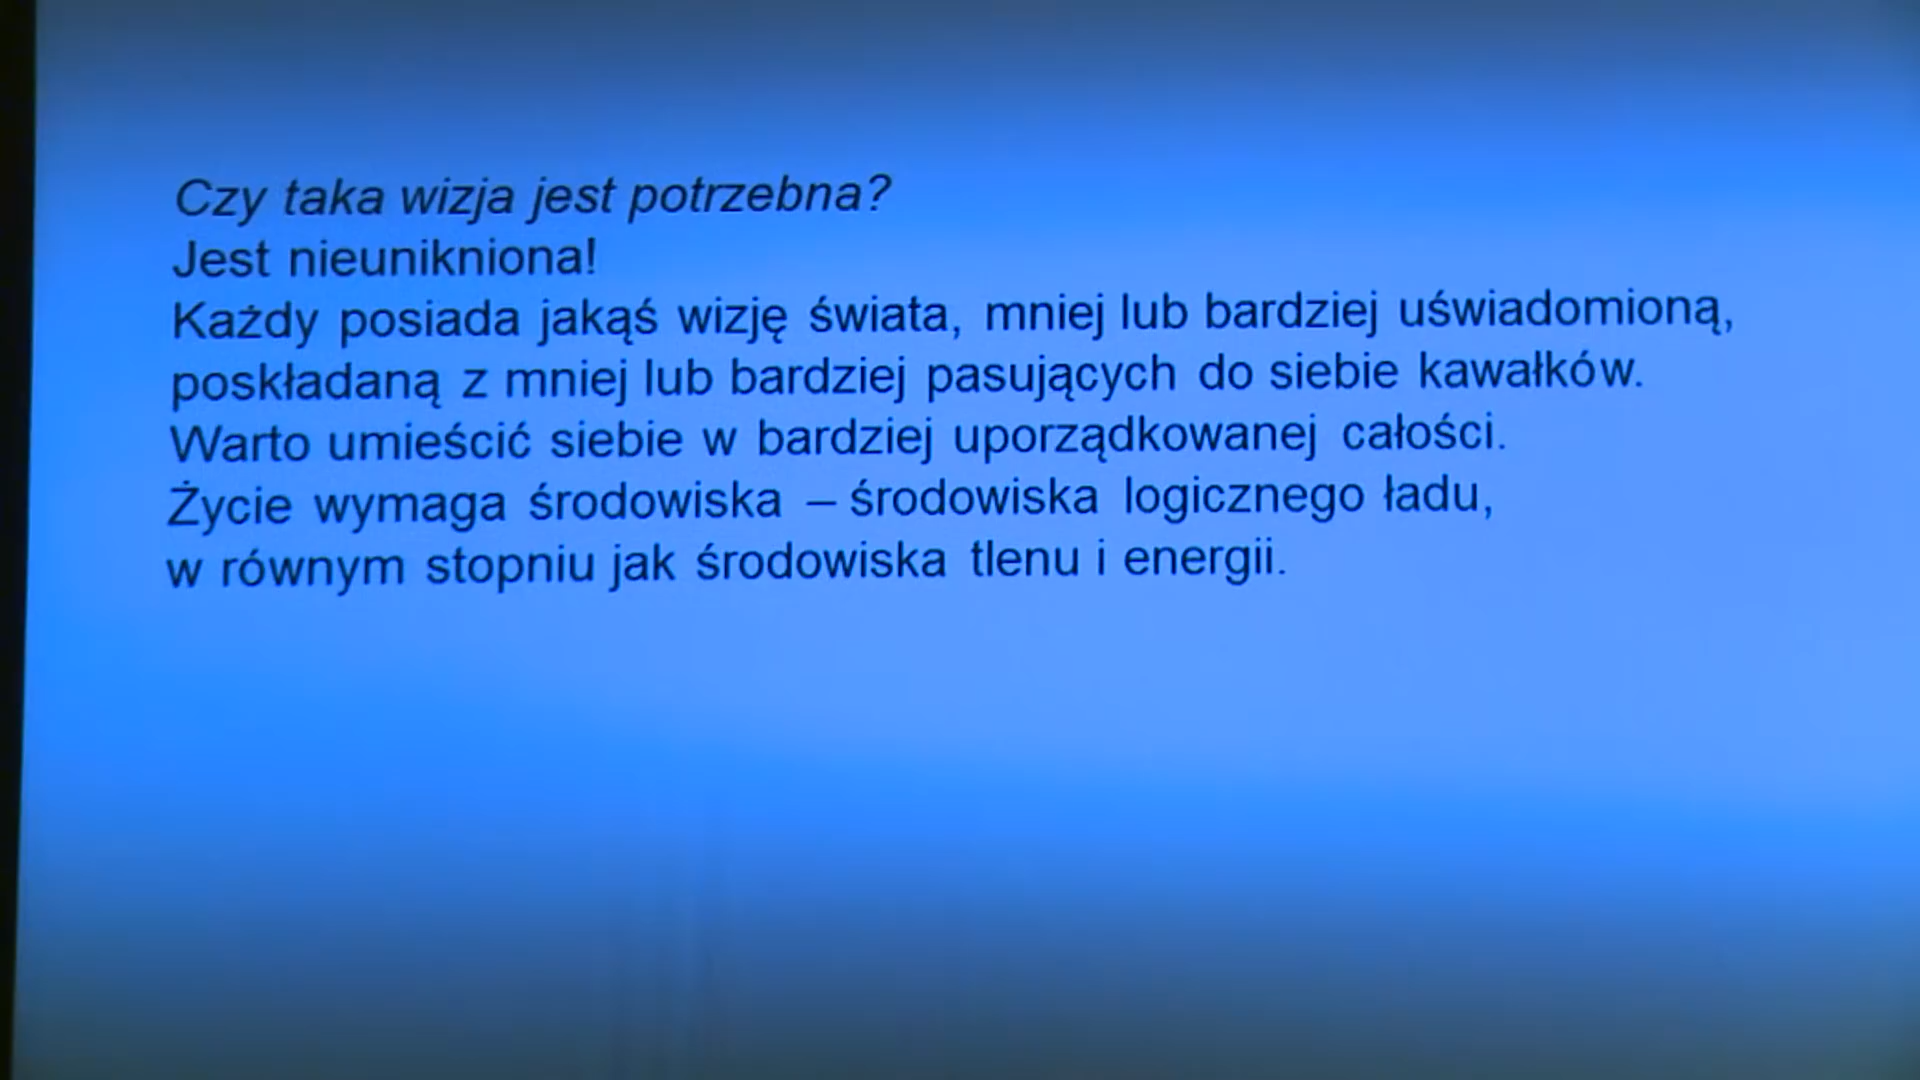 Czy taka wizja jest potrzebna?
Jest nieunikniona!
Każdy posiada jakąś wizję świata, mniej lub bardziej uświadomioną,
poskładaną z mniej lub bardziej pasujących do siebie kawałków.
Warto umieścić siebie w bardziej uporządkowanej całości.
Życie wymaga środowiska – środowiska logicznego ładu,
w równym stopniu jak środowiska tlenu i energii.